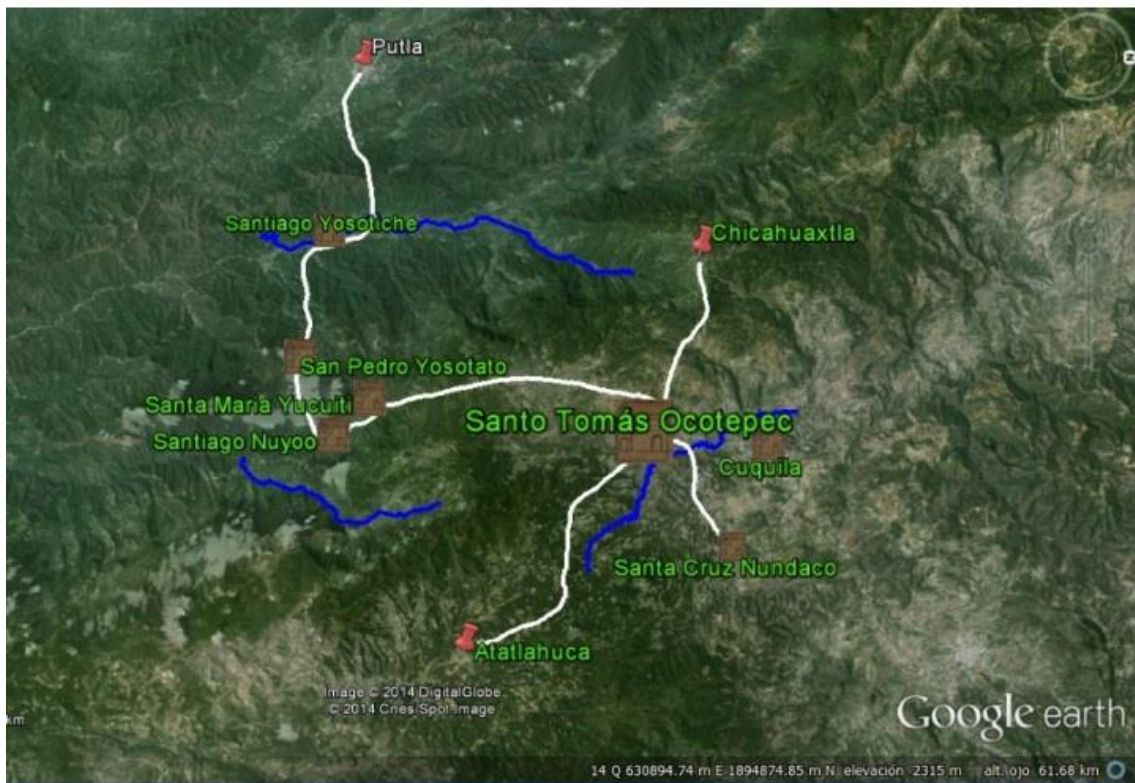 Putla
Santiago Yosotiche
Chicahuaxtla
San Pedro Yosotato
Santa María Yucuiti
Santo Tomás Ocotepec
Santiago Nuyoo
Cuquila
Santa Cruz Nundaco
Atatlahuca
Image © 2014 DigitalGlobe
© 2014 Cnes/Spot Image
Google earth
km
14 Q 630894.74 m E 1894874.85 m N elevación 2315 m alt. ojo 61.68 km